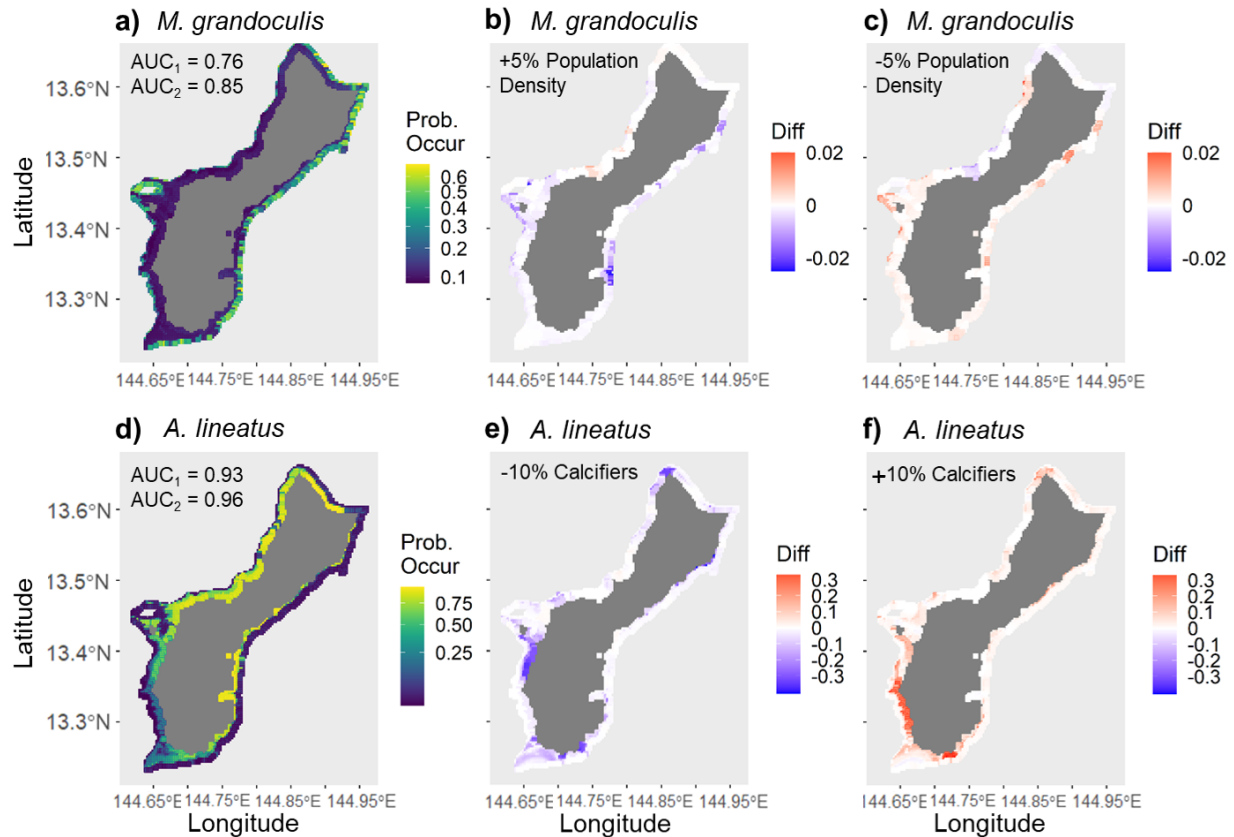 a) M. grandoculis
AUC₁ = 0.76
AUC₂ = 0.85
13.6°N
13.5°N
13.4°N
13.3°N
Latitude
144.65°E 144.75°E 144.85°E 144.95°E
Prob.
Occur
0.6
0.5
0.4
0.3
0.2
0.1
b) M. grandoculis
+5% Population
Density
144.65°E 144.75°E 144.85°E 144.95°E
Diff
0.02
0
-0.02
c) M. grandoculis
-5% Population
Density
144.65°E 144.75°E 144.85°E 144.95°E
Diff
0.02
0
-0.02
d) A. lineatus
AUC₁ = 0.93
AUC₂ = 0.96
13.6°N
13.5°N
13.4°N
13.3°N
Latitude
144.65°E 144.75°E 144.85°E 144.95°E
Longitude
Prob.
Occur
0.75
0.50
0.25
e) A. lineatus
-10% Calcifiers
144.65°E 144.75°E 144.85°E 144.95°E
Longitude
Diff
0.3
0.2
0.1
0
-0.1
-0.2
-0.3
f) A. lineatus
+10% Calcifiers
144.65°E 144.75°E 144.85°E 144.95°E
Longitude
Diff
0.3
0.2
0.1
0
-0.1
-0.2
-0.3